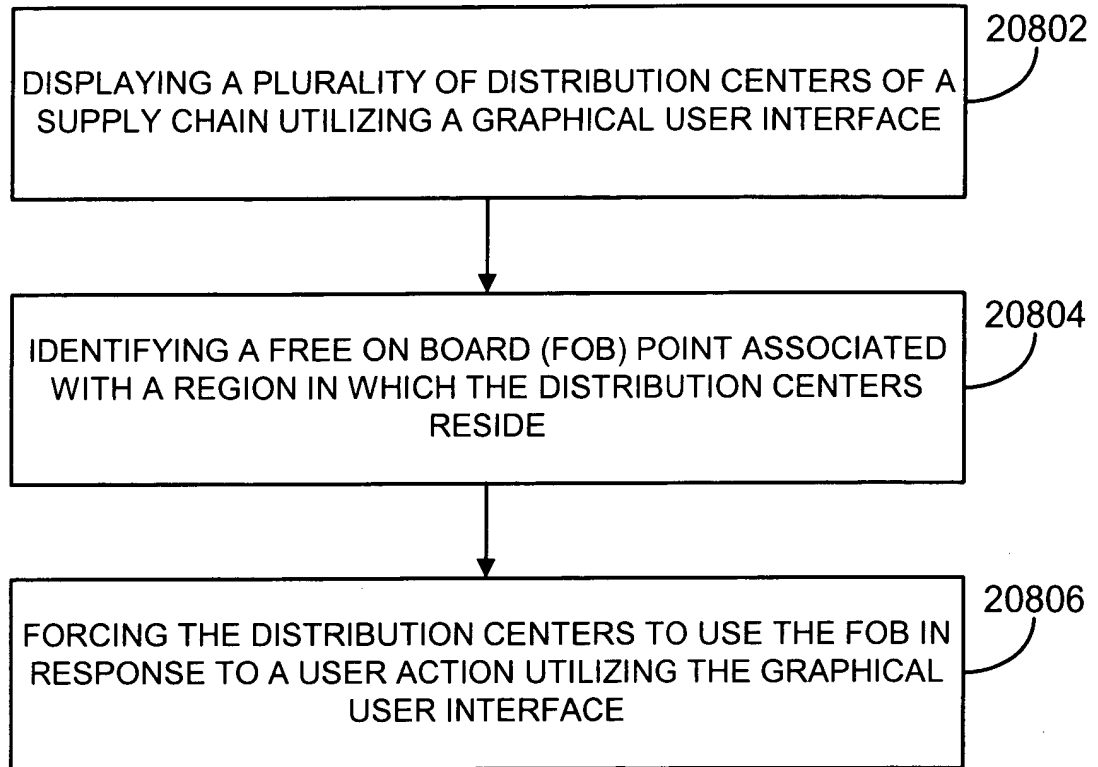 20802
DISPLAYING A PLURALITY OF DISTRIBUTION CENTERS OF A
SUPPLY CHAIN UTILIZING A GRAPHICAL USER INTERFACE
20804
IDENTIFYING A FREE ON BOARD (FOB) POINT ASSOCIATED
WITH A REGION IN WHICH THE DISTRIBUTION CENTERS
RESIDE
20806
FORCING THE DISTRIBUTION CENTERS TO USE THE FOB IN
RESPONSE TO A USER ACTION UTILIZING THE GRAPHICAL
USER INTERFACE